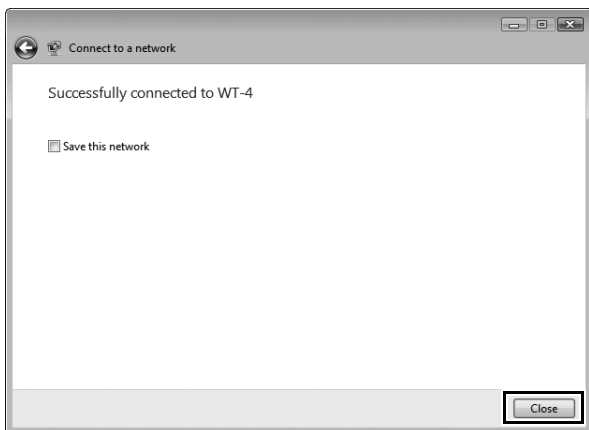 Connect to a network
Successfully connected to WT-4
Save this network
Close